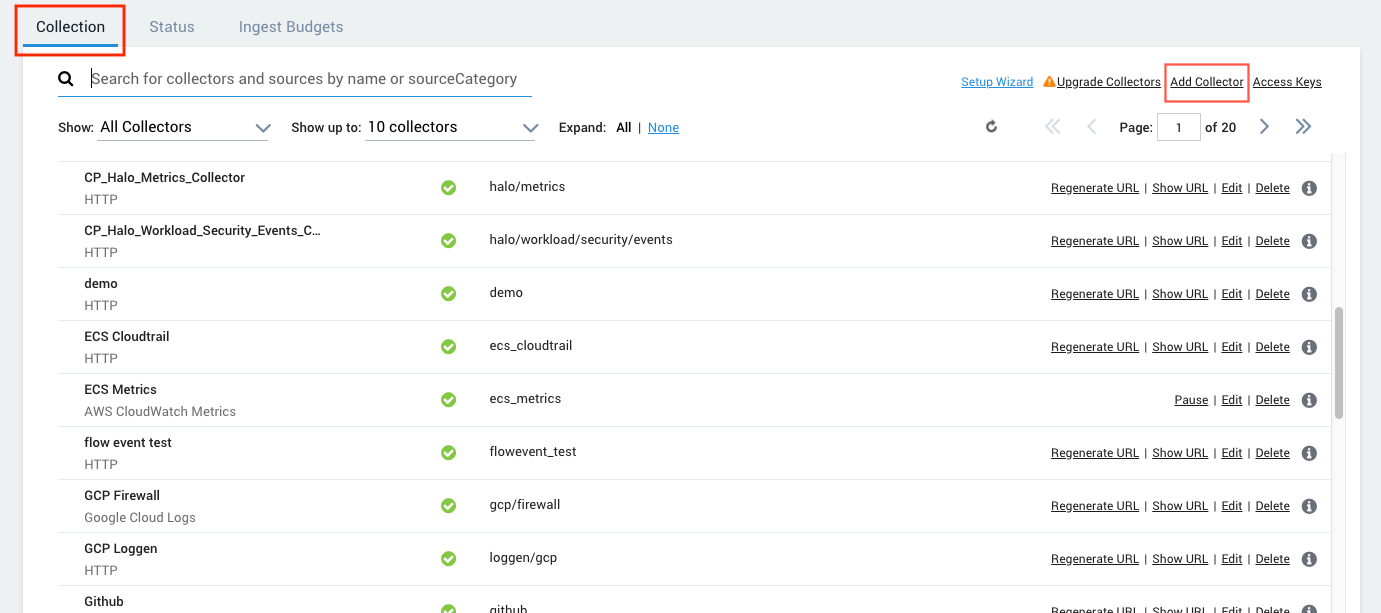 Collection Status Ingest Budgets
Search for collectors and sources by name or sourceCategory
Setup Wizard Upgrade Collectors Add Collector Access Keys
Show: All Collectors Show up to: 10 collectors Expand: All | None Page: 1 of 20
CP_Halo_Metrics_Collector halo/metrics Regenerate URL | Show URL | Edit | Delete
HTTP
CP_Halo_Workload_Security_Events_C... halo/workload/security/events Regenerate URL | Show URL | Edit | Delete
HTTP
demo demo Regenerate URL | Show URL | Edit | Delete
HTTP
ECS Cloudtrail ecs_cloudtrail Regenerate URL | Show URL | Edit | Delete
HTTP
ECS Metrics ecs_metrics Pause | Edit | Delete
AWS CloudWatch Metrics
flow event test flowevent_test Regenerate URL | Show URL | Edit | Delete
HTTP
GCP Firewall gcp/firewall Regenerate URL | Show URL | Edit | Delete
Google Cloud Logs
GCP Loggen loggen/gcp Regenerate URL | Show URL | Edit | Delete
HTTP
Github github Regenerate URL | Show URL | Edit | Delete